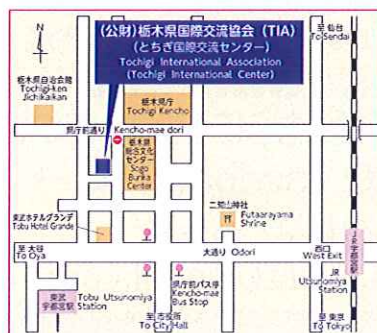 (公財)栃木県国際交流協会（TIA）
(とちぎ国際交流センター)
Tochigi International Association
(Tochigi International Center)
N
至 仙台
To Sendai
栃木県自治会館
Tochigi-ken
Jichikaikan
栃木県庁
Tochigi Kencho
県庁前通り Kencho-mae dori
栃木県
総合文化
センター
Sogo
Bunka
Center
二荒山神社
Futaarayama
Shrine
東武ホテルグランデ
Tobu Hotel Grande
至 大谷
To Oya
大通り Odori
西口
West Exit
JR宇都宮駅
JR
Utsunomiya
Station
県庁前バス停
Kencho-mae
Bus Stop
東武
宇都宮駅
Tobu Utsunomiya
Station
至 市役所
To City Hall
至 東京
To Tokyo